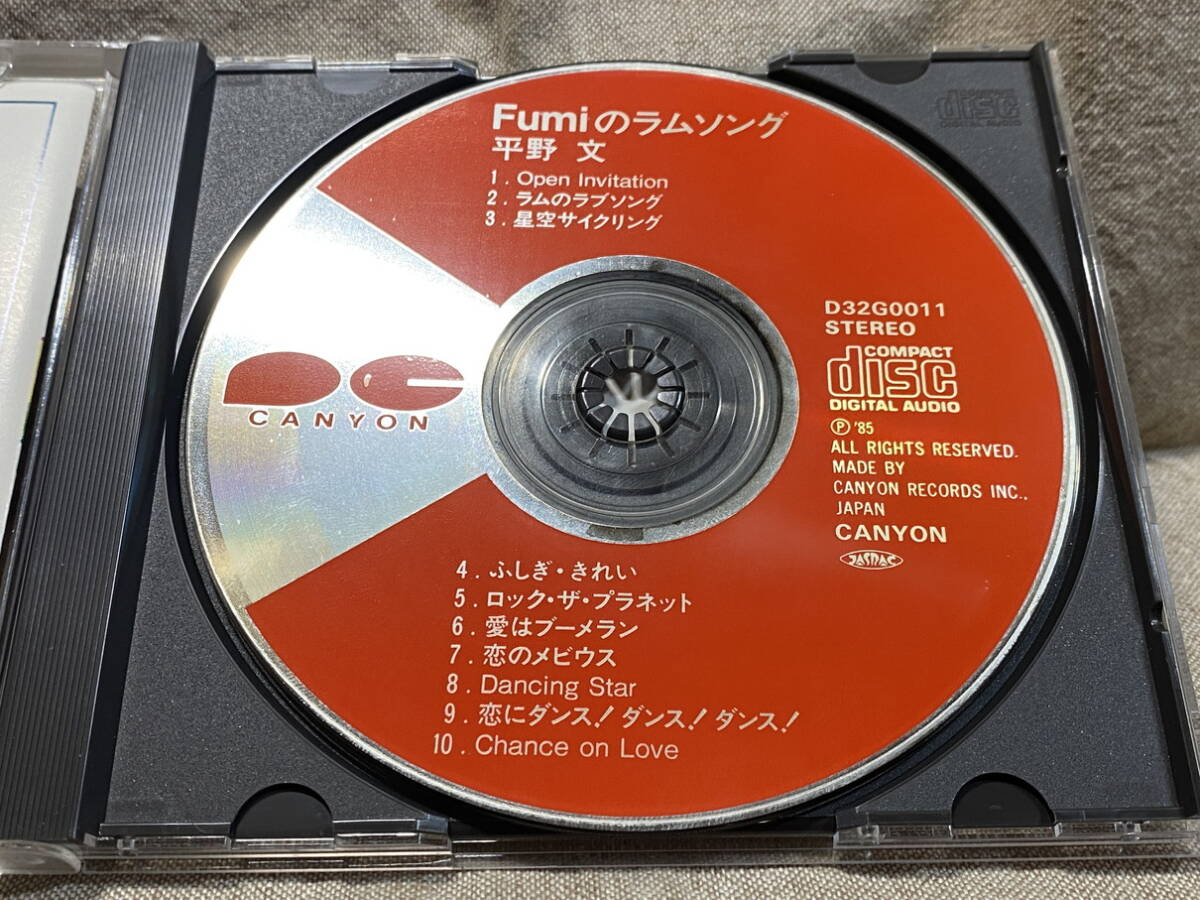 Fumiのラムソング
平野 文
1. Open Invitation
2. ラムのラブソング
3. 星空サイクリング
D32G0011
STEREO
COMPACT
disc
DIGITAL AUDIO
Ⓟ '85
ALL RIGHTS RESERVED.
MADE BY
CANYON RECORDS INC.,
JAPAN
CANYON
JASRAC
CANYON
4. ふしぎ・きれい
5. ロック・ザ・プラネット
6. 愛はブーメラン
7. 恋のメビウス
8. Dancing Star
9. 恋にダンス! ダンス! ダンス!
10. Chance on Love
disc